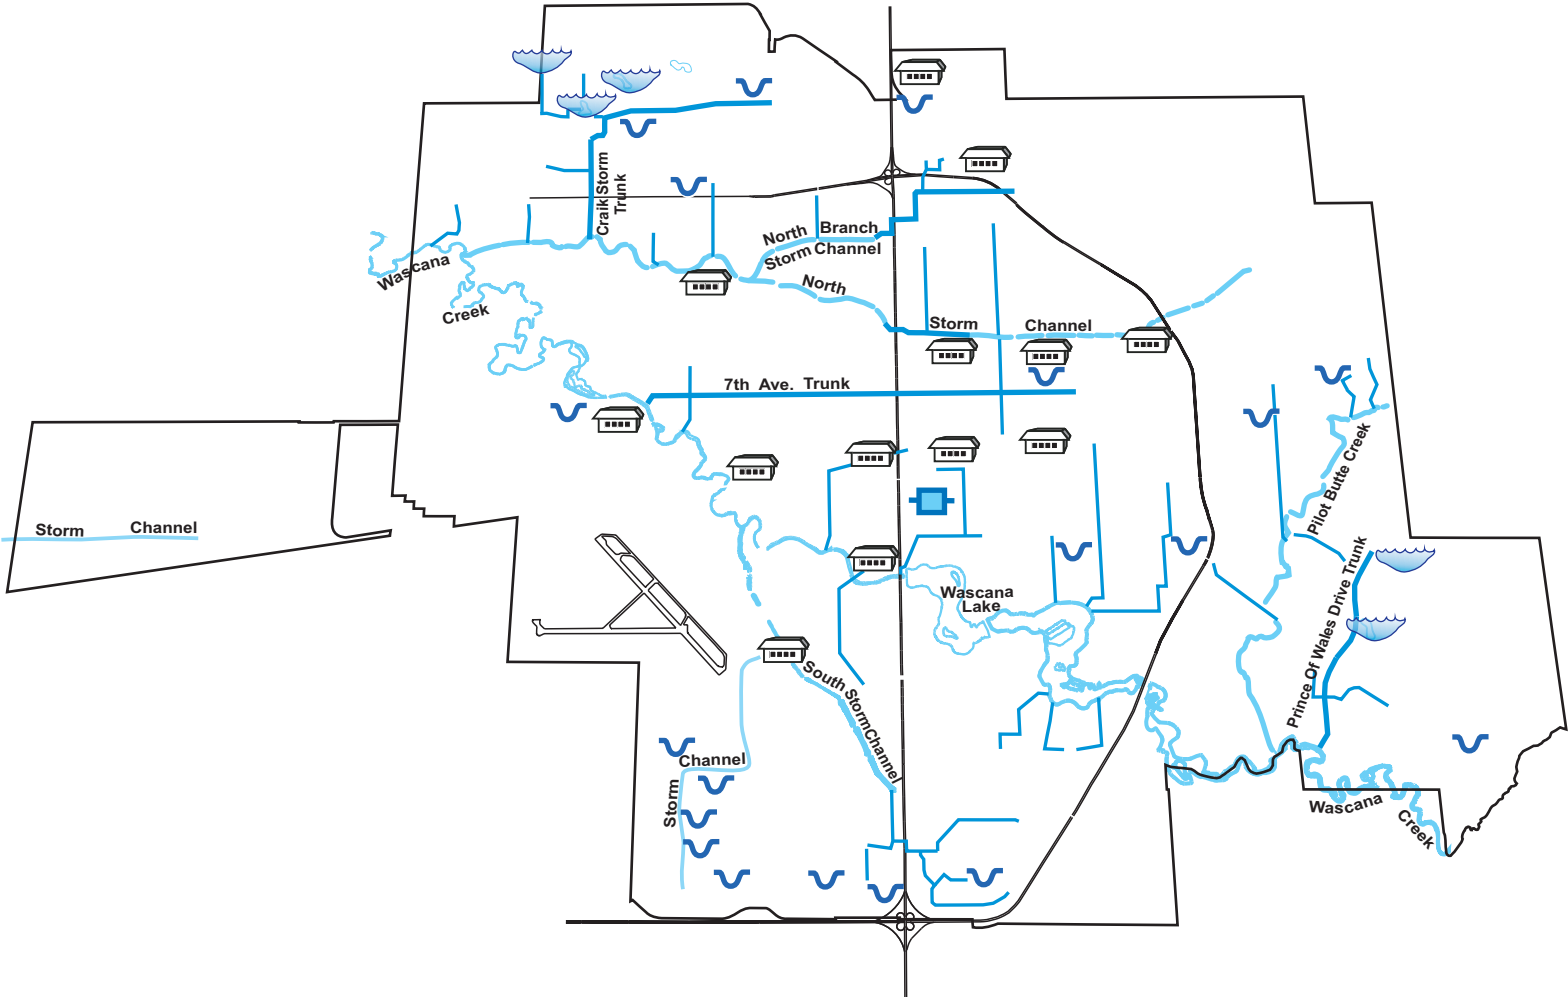 Craik Storm
Trunk
North Branch
Storm Channel
Wascana
Creek
North
Storm Channel
7th Ave. Trunk
Pilot Butte Creek
Storm Channel
Prince Of Wales Drive Trunk
Wascana
Lake
South Storm Channel
Channel
Storm
Wascana
Creek